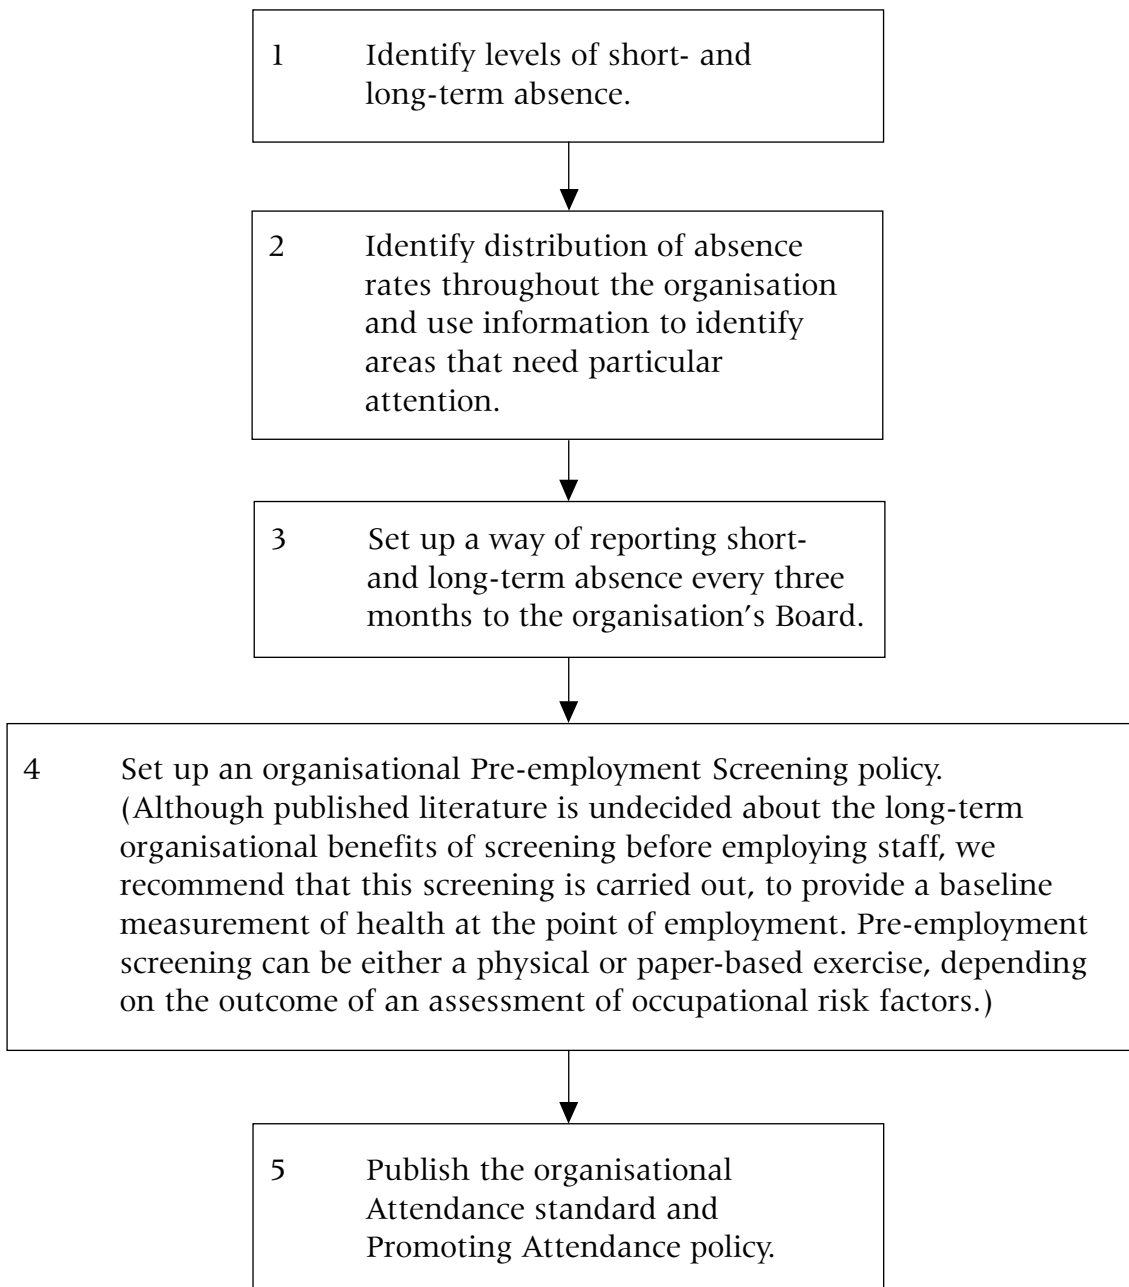 1 Identify levels of short- and
long-term absence.
2 Identify distribution of absence
rates throughout the organisation
and use information to identify
areas that need particular
attention.
3 Set up a way of reporting short-
and long-term absence every three
months to the organisation’s Board.
4 Set up an organisational Pre-employment Screening policy.
(Although published literature is undecided about the long-term
organisational benefits of screening before employing staff, we
recommend that this screening is carried out, to provide a baseline
measurement of health at the point of employment. Pre-employment
screening can be either a physical or paper-based exercise, depending
on the outcome of an assessment of occupational risk factors.)
5 Publish the organisational
Attendance standard and
Promoting Attendance policy.